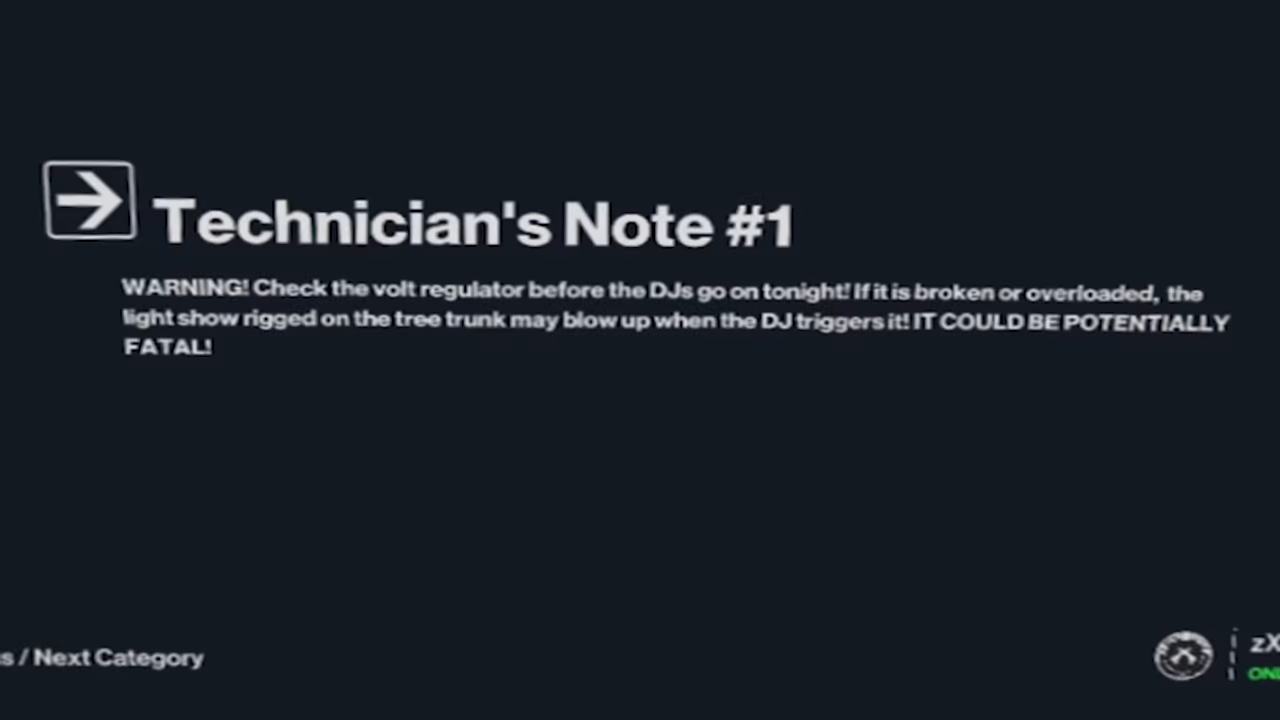 Technician's Note #1
WARNING! Check the volt regulator before the DJs go on tonight! If it is broken or overloaded, the
light show rigged on the tree trunk may blow up when the DJ triggers it! IT COULD BE POTENTIALLY
FATAL!
/ Next Category
zX